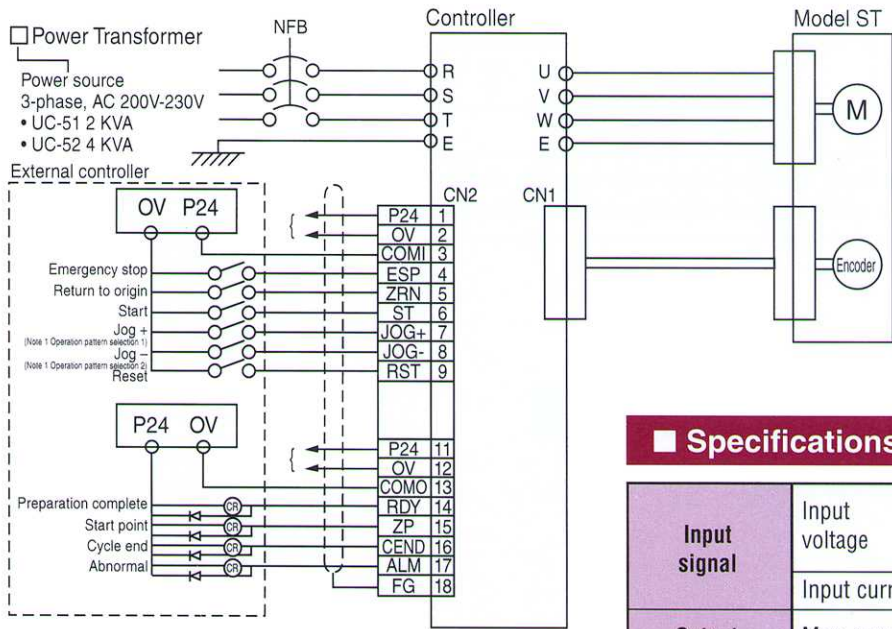 □ Power Transformer
Power source
3-phase, AC 200V-230V
• UC-51 2 KVA
• UC-52 4 KVA
NFB
Controller
Model ST
R
S
T
E
U
V
W
E
M
External controller
OV P24
CN2
CN1
P24 1
OV 2
COMI 3
Emergency stop
ESP 4
Return to origin
ZRN 5
Start
ST 6
Jog +
(Note 1 Operation pattern selection 1)
JOG+ 7
Jog –
(Note 1 Operation pattern selection 2)
JOG- 8
Reset
RST 9
Encoder
P24 OV
P24 11
OV 12
COMO 13
Preparation complete
CR
RDY 14
Start point
CR
ZP 15
Cycle end
CR
CEND 16
Abnormal
CR
ALM 17
FG 18
■ Specifications
Input signal
Input voltage
Input curr